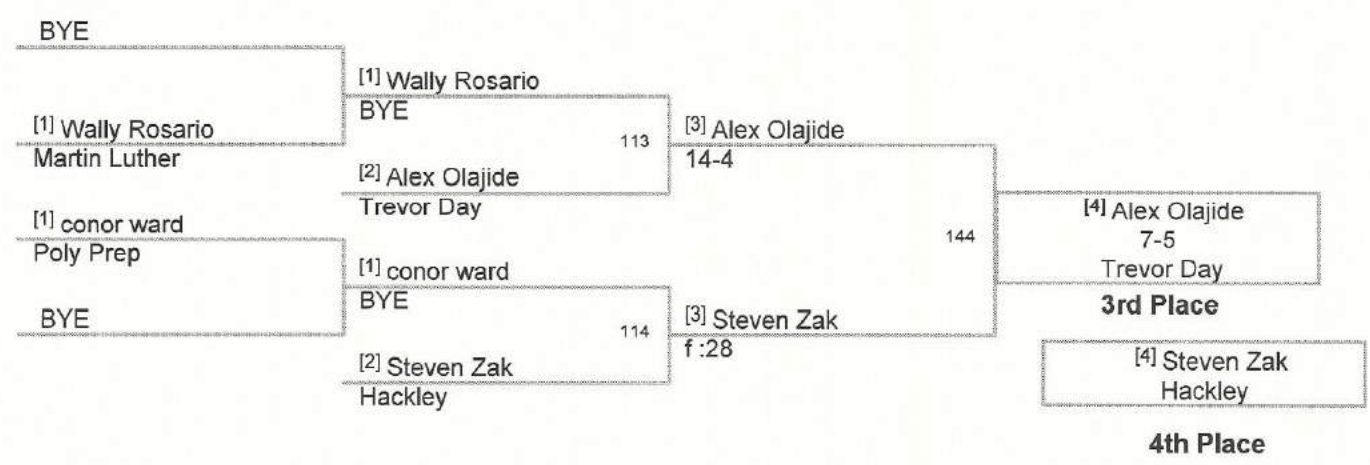 BYE
[1] Wally Rosario
Martin Luther
[1] conor ward
Poly Prep
BYE
[1] Wally Rosario
BYE
113
[2] Alex Olajide
Trevor Day
[1] conor ward
BYE
114
[2] Steven Zak
Hackley
[3] Alex Olajide
14-4
144
[3] Steven Zak
f :28
[4] Alex Olajide
7-5
Trevor Day
3rd Place
[4] Steven Zak
Hackley
4th Place